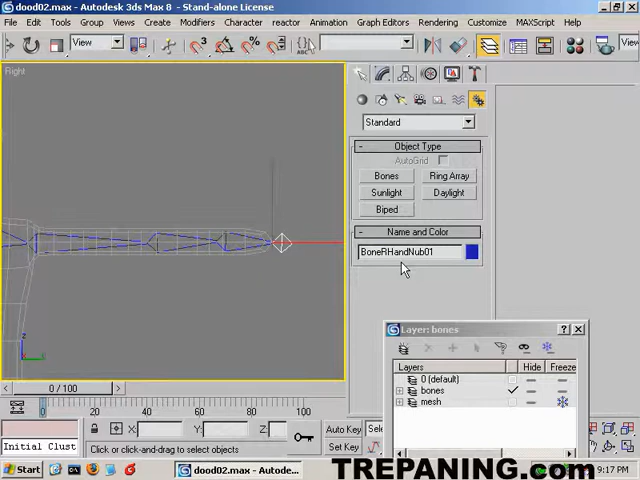 dood02.max - Autodesk 3ds Max 8 - Stand-alone License
File Edit Tools Group Views Create Modifiers Character reactor Animation Graph Editors Rendering Customize MAXScript Help
View
Right
Standard
- Object Type
AutoGrid
Bones Ring Array
Sunlight Daylight
Biped
- Name and Color
BoneRHandNub01
Layer: bones ? ×
Layers Hide Freeze
0 (default)
+ bones
+ mesh
z
x
< 0 / 100 >
0 20 40 60 80 100
X: Y: Z: Auto Key Selec
Initial Clust Click or click-and-drag to select objects Set Key K
Start dood02.max - Autodes... 9:17 PM
TREPANING.com